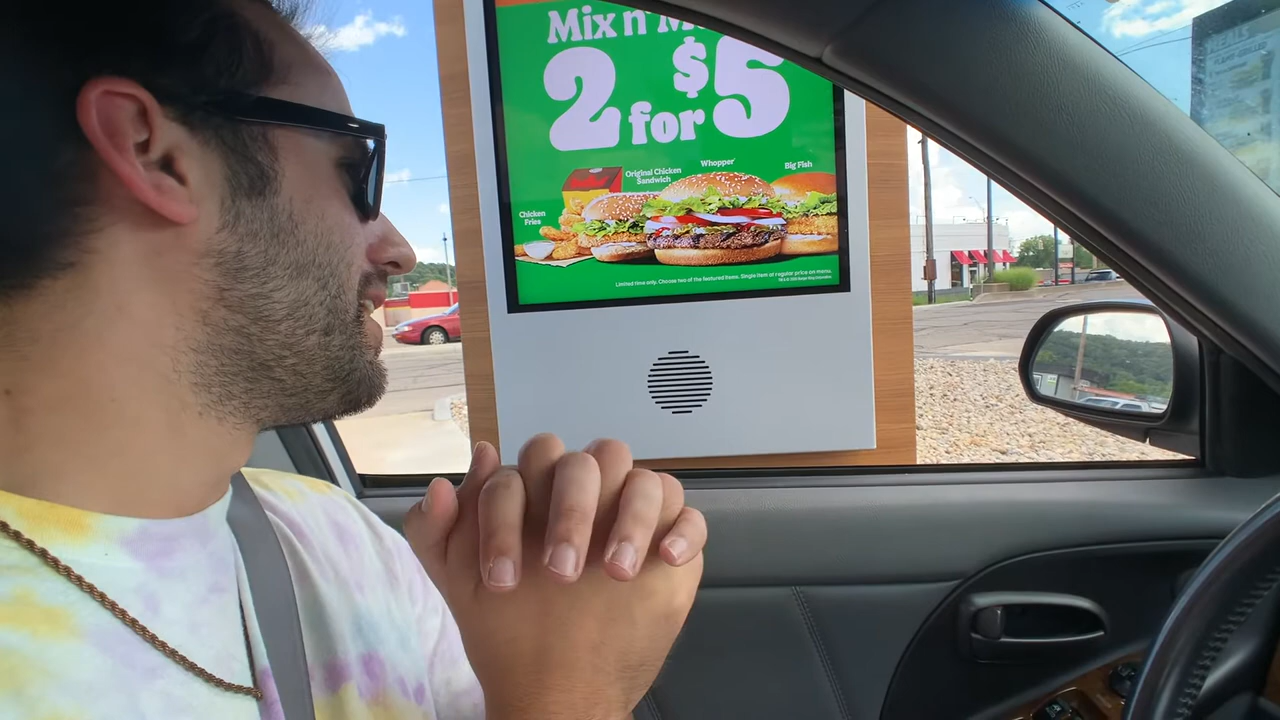 Mix n'
2 for $5
Whopper
Original Chicken
Sandwich
Big Fish
Chicken
Fries
Limited time only. Choose two of the featured items. Single item at regular price on menu.